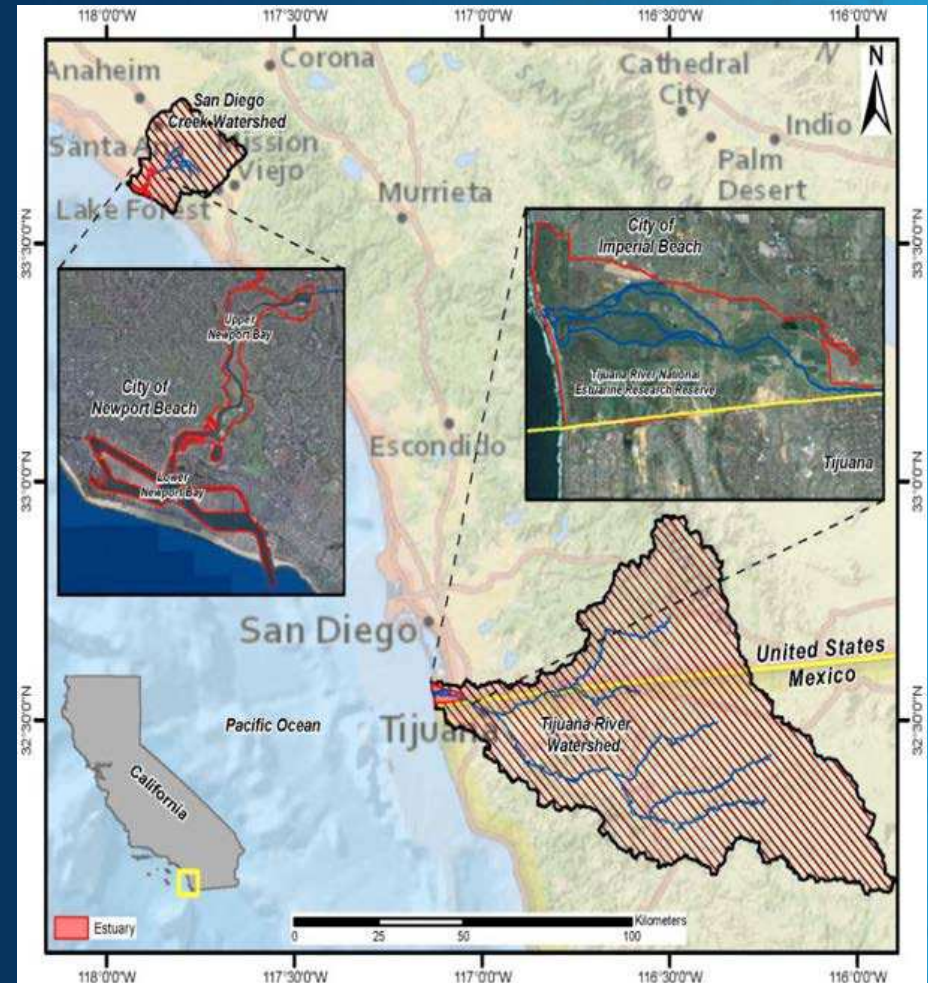 118°0'0"W
117°30'0"W
117°0'0"W
116°30'0"W
116°0'0"W
N
Anaheim
Corona
Cathedral
City
San Diego
Creek Watershed
Indio
Santa An
Mission
Viejo
Palm
Desert
Lake Forest
Murrieta
33°30'0"N
33°30'0"N
City of
Imperial Beach
Upper
Newport Bay
City of
Newport Beach
Tijuana River National
Estuarine Research Reserve
Escondido
Lower
Newport Bay
Tijuana
33°0'0"N
33°0'0"N
San Diego
United States
Mexico
Pacific Ocean
Tijuana
Tijuana River
Watershed
32°30'0"N
32°30'0"N
California
Estuary
Kilometers
0
25
50
100
118°0'0"W
117°30'0"W
117°0'0"W
116°30'0"W
116°0'0"W